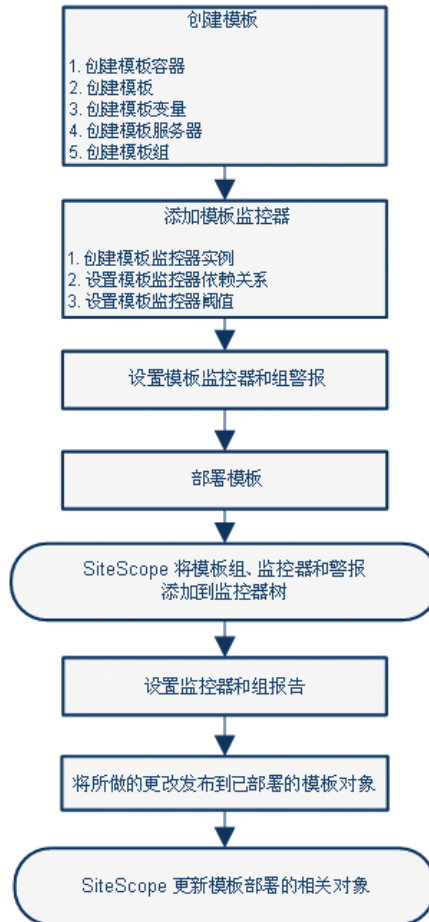 创建模板
1. 创建模板容器
2. 创建模板
3. 创建模板变量
4. 创建模板服务器
5. 创建模板组
添加模板监控器
1. 创建模板监控器实例
2. 设置模板监控器依赖关系
3. 设置模板监控器阈值
设置模板监控器和组警报
部署模板
SiteScope 将模板组、监控器和警报
添加到监控器树
设置监控器和组报告
将所做的更改发布到已部署的模板对象
SiteScope 更新模板部署的相关对象